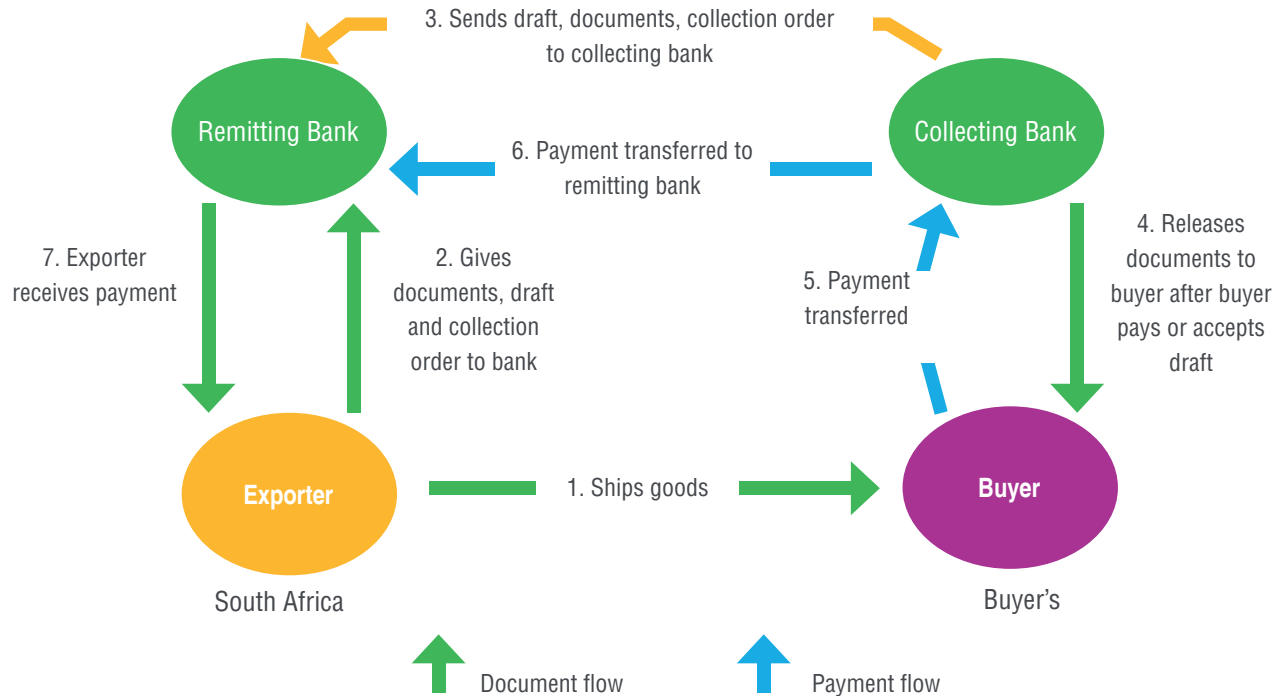 3. Sends draft, documents, collection order
to collecting bank
Remitting Bank
Collecting Bank
6. Payment transferred to
remitting bank
7. Exporter
receives payment
2. Gives
documents, draft
and collection
order to bank
5. Payment
transferred
4. Releases
documents to
buyer after buyer
pays or accepts
draft
Exporter
1. Ships goods
Buyer
South Africa
Buyer’s
Document flow
Payment flow